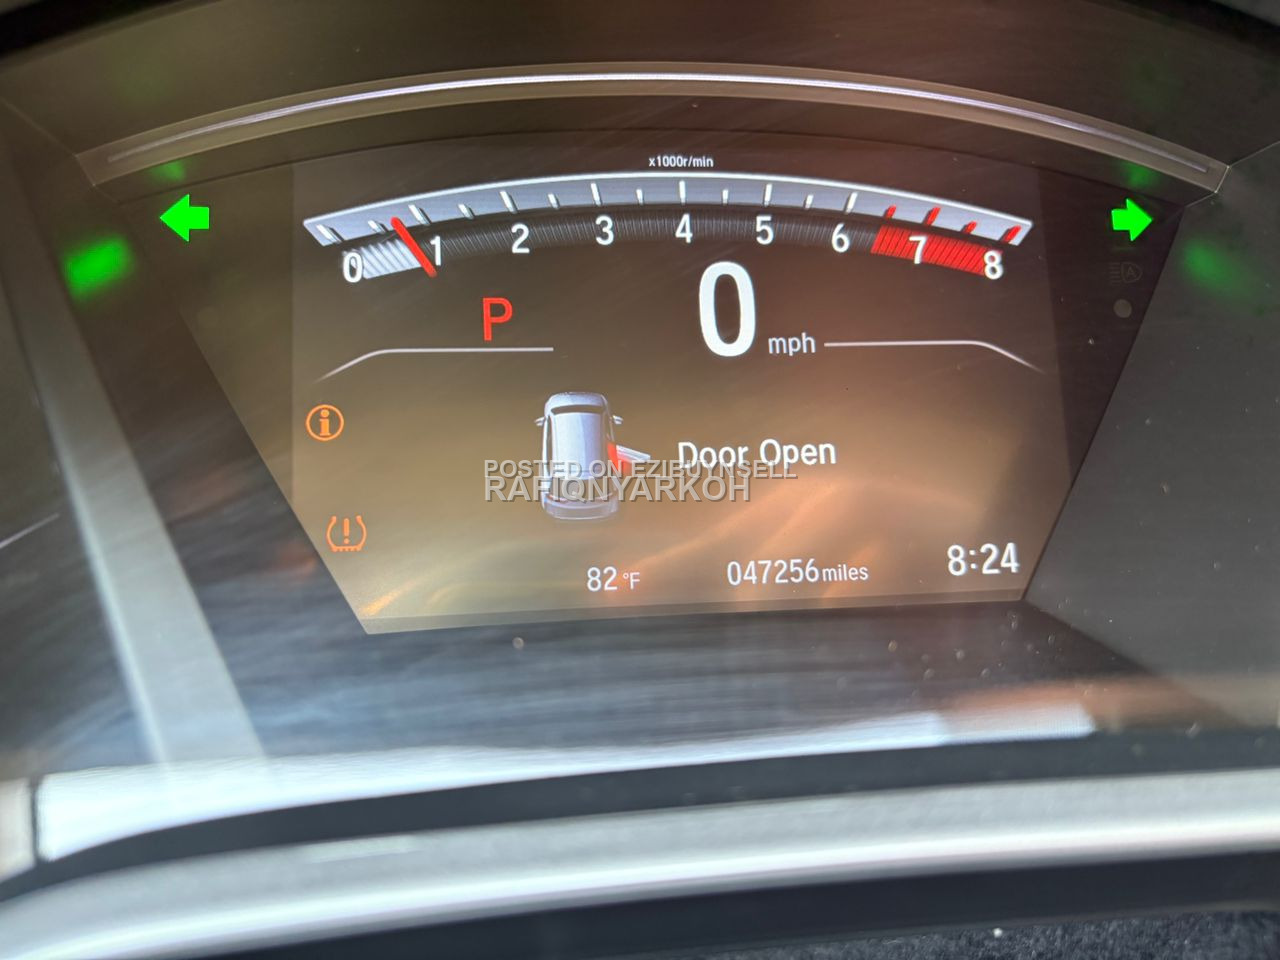 x1000r/min
0 1 2 3 4 5 6 7 8
P
0 mph
A
Door Open
POSTED ON EZIBUYNSELL
RAFIQNYARKOH
82 °F 047256 miles 8:24